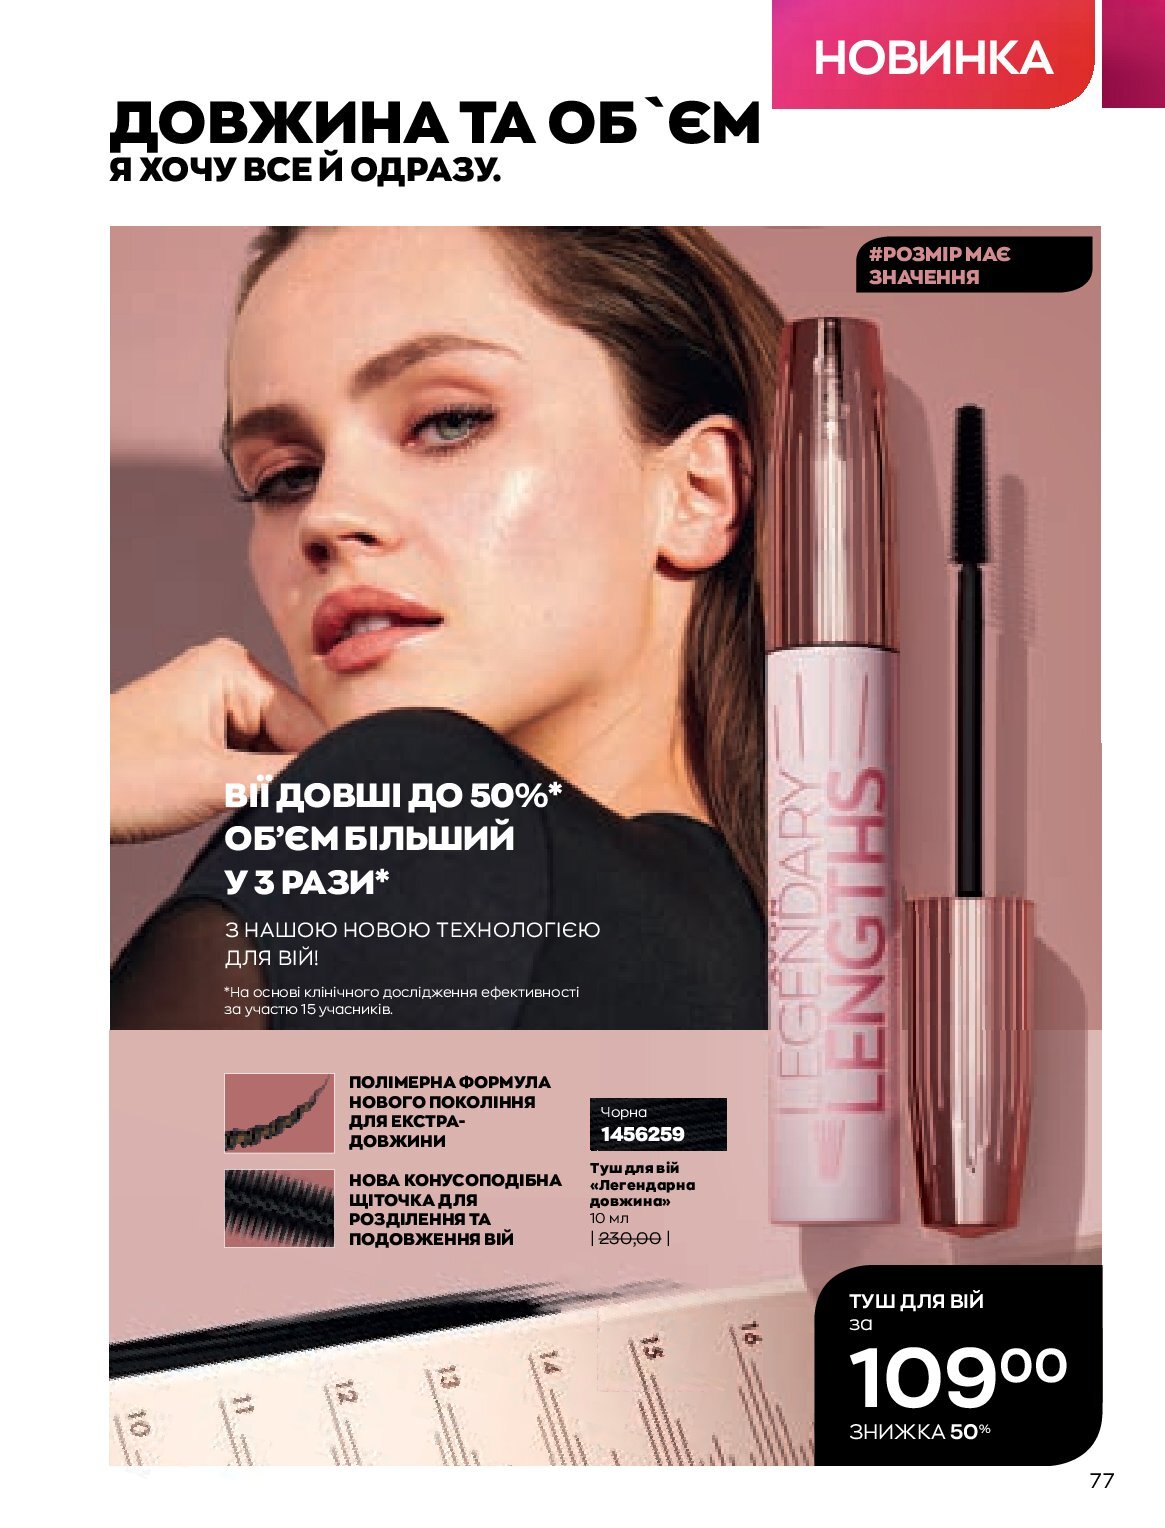 НОВИНКА
ДОВЖИНА ТА ОБ`ЄМ
Я ХОЧУ ВСЕ Й ОДРАЗУ.
#РОЗМІР МАЄ
ЗНАЧЕННЯ
LEGENDARY
LENGTHS
ВІЇ ДОВШІ ДО 50%*
ОБ’ЄМ БІЛЬШИЙ
У 3 РАЗИ*
З НАШОЮ НОВОЮ ТЕХНОЛОГІЄЮ
ДЛЯ ВІЙ!
*На основі клінічного дослідження ефективності
за участю 15 учасників.
ПОЛІМЕРНА ФОРМУЛА
НОВОГО ПОКОЛІННЯ
ДЛЯ ЕКСТРА-
ДОВЖИНИ
НОВА КОНУСОПОДІБНА
ЩІТОЧКА ДЛЯ
РОЗДІЛЕННЯ ТА
ПОДОВЖЕННЯ ВІЙ
Чорна
1456259
Туш для вій
«Легендарна
довжина»
10 мл
| 230,00 |
10 11 12 13 14 15 16
ТУШ ДЛЯ ВІЙ
за
109⁰⁰
ЗНИЖКА 50%
77